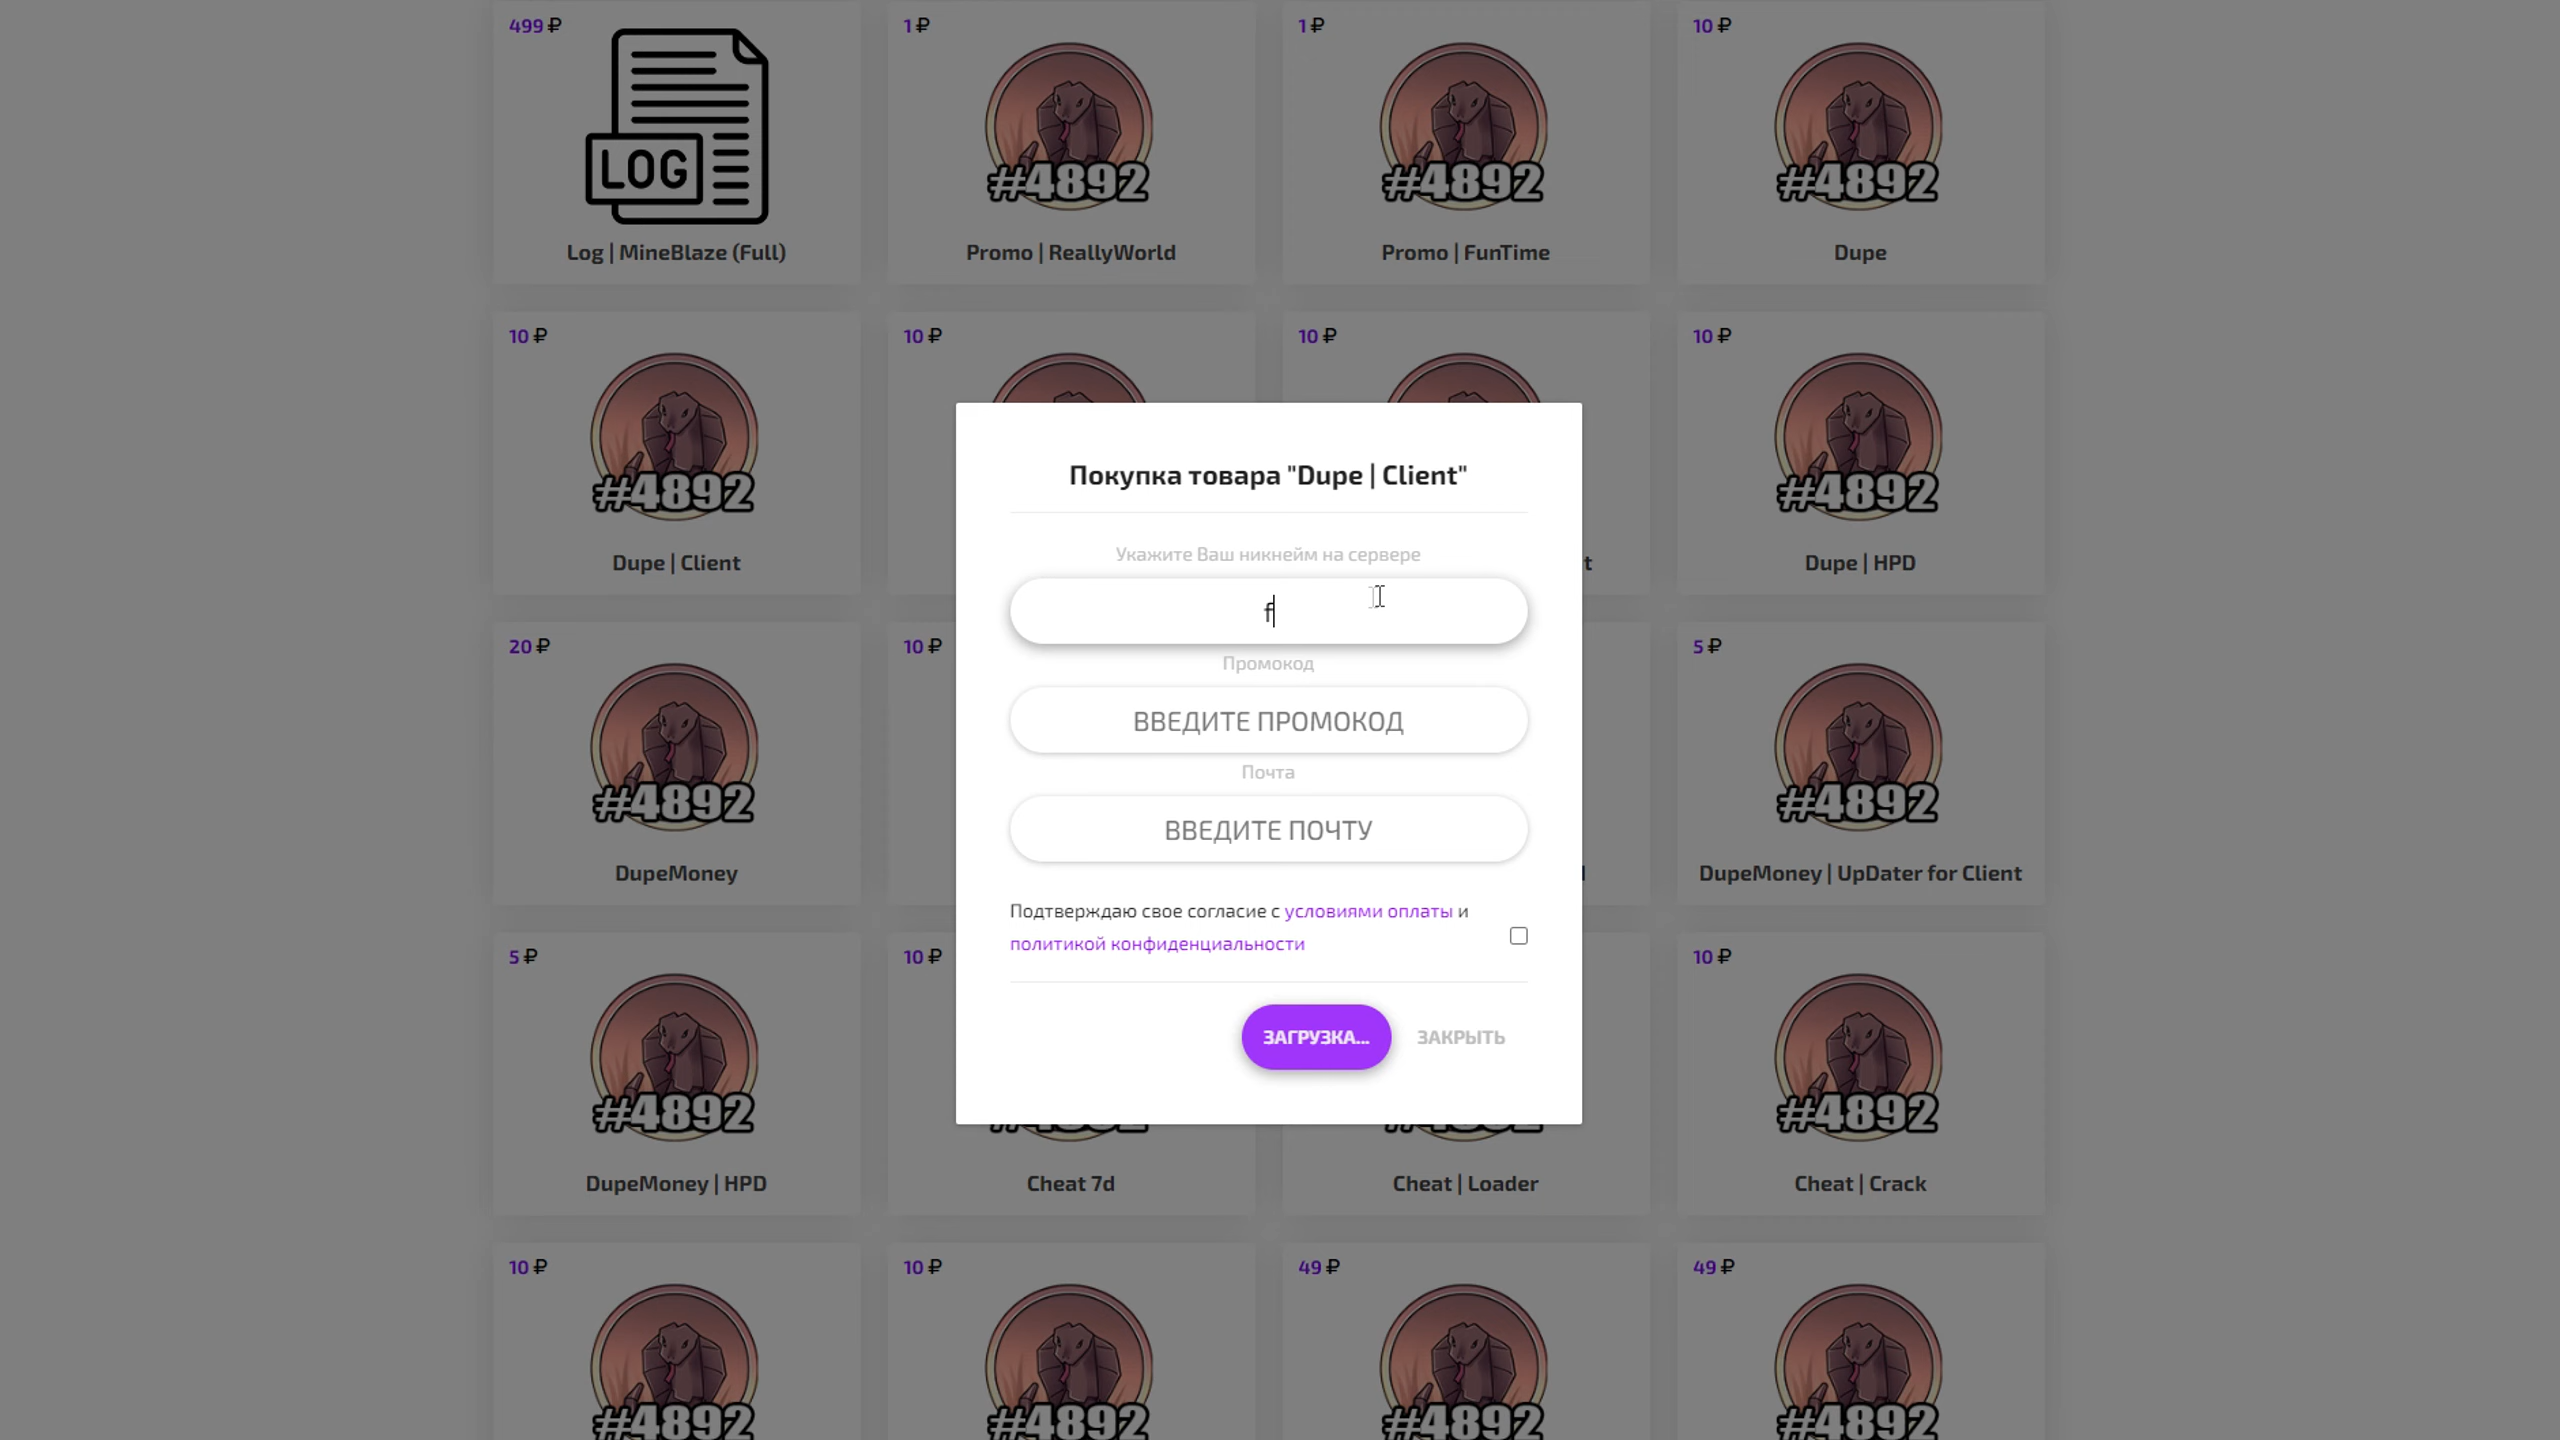 499 ₽
1 ₽
1 ₽
10 ₽
LOG
#4892
#4892
#4892
Log | MineBlaze (Full)
Promo | ReallyWorld
Promo | FunTime
Dupe
10 ₽
10 ₽
10 ₽
10 ₽
#4892
#4892
Dupe | Client
t
Dupe | HPD
Покупка товара "Dupe | Client"
Укажите Ваш никнейм на сервере
f
Промокод
ВВЕДИТЕ ПРОМОКОД
Почта
ВВЕДИТЕ ПОЧТУ
Подтверждаю свое согласие с условиями оплаты и
политикой конфиденциальности
ЗАГРУЗКА...
ЗАКРЫТЬ
20 ₽
10 ₽
5 ₽
#4892
#4892
DupeMoney
DupeMoney | UpDater for Client
5 ₽
10 ₽
10 ₽
#4892
#4892
DupeMoney | HPD
Cheat 7d
Cheat | Loader
Cheat | Crack
10 ₽
10 ₽
49 ₽
49 ₽
#4892
#4892
#4892
#4892